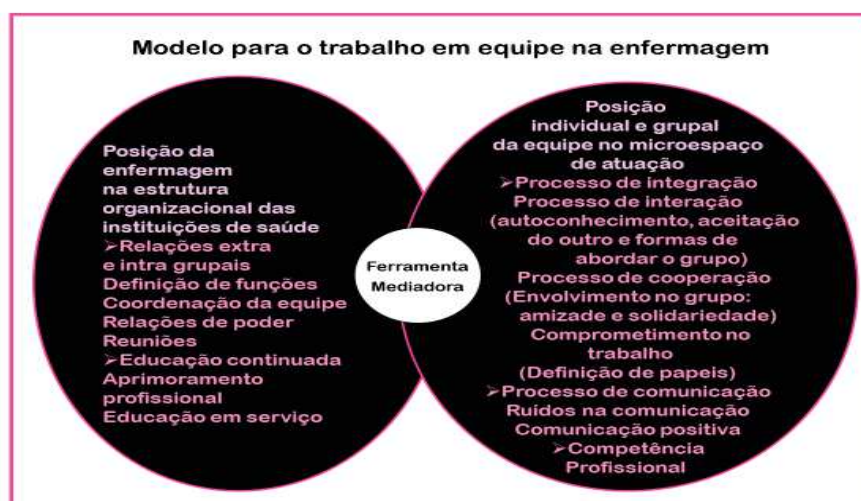 Modelo para o trabalho em equipe na enfermagem
Posição da
enfermagem
na estrutura
organizacional das
instituições de saúde
➢Relações extra
e intra grupais
Definição de funções
Coordenação da equipe
Relações de poder
Reuniões
➢Educação continuada
Aprimoramento
profissional
Educação em serviço
Ferramenta
Mediadora
Posição
individual e grupal
da equipe no microespaço
de atuação
➢Processo de integração
Processo de interação
(autoconhecimento, aceitação
do outro e formas de
abordar o grupo)
Processo de cooperação
(Envolvimento no grupo:
amizade e solidariedade)
Comprometimento no
trabalho
(Definição de papeis)
➢Processo de comunicação
Ruídos na comunicação
Comunicação positiva
➢Competência
Profissional